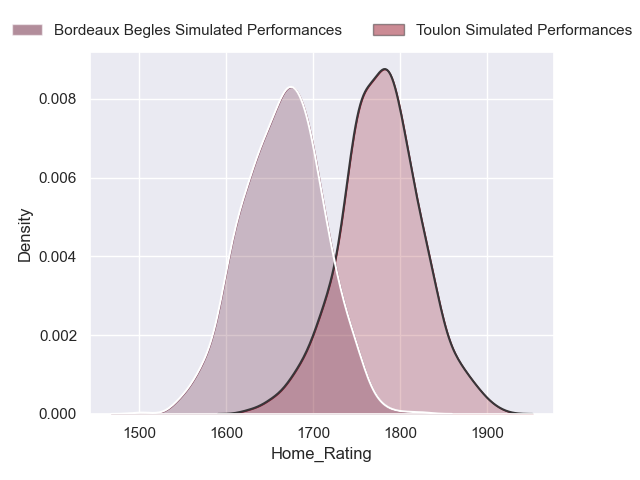 Bordeaux Begles Simulated Performances Toulon Simulated Performances
0.008
0.006
0.004
0.002
0.000
Density
1500 1600 1700 1800 1900
Home_Rating